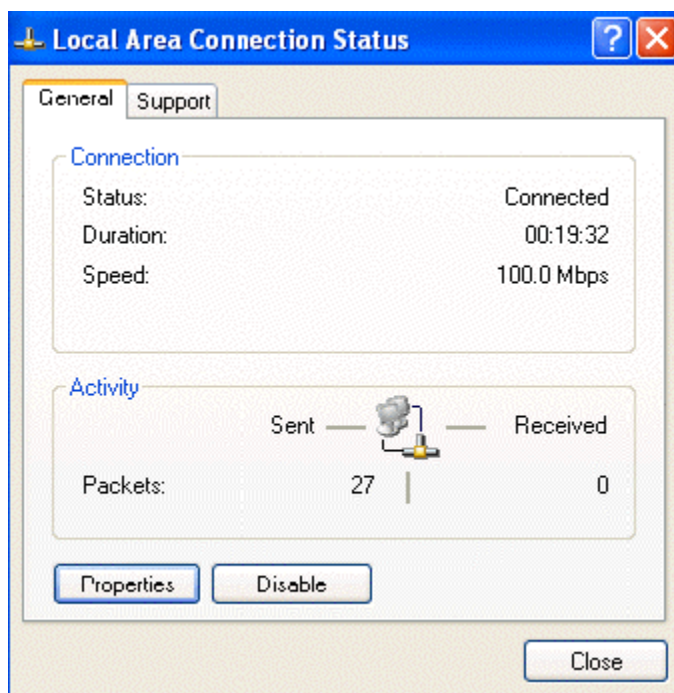 Local Area Connection Status
General Support
Connection
Status: Connected
Duration: 00:19:32
Speed: 100.0 Mbps
Activity
Sent Received
Packets: 27 0
Properties Disable
Close